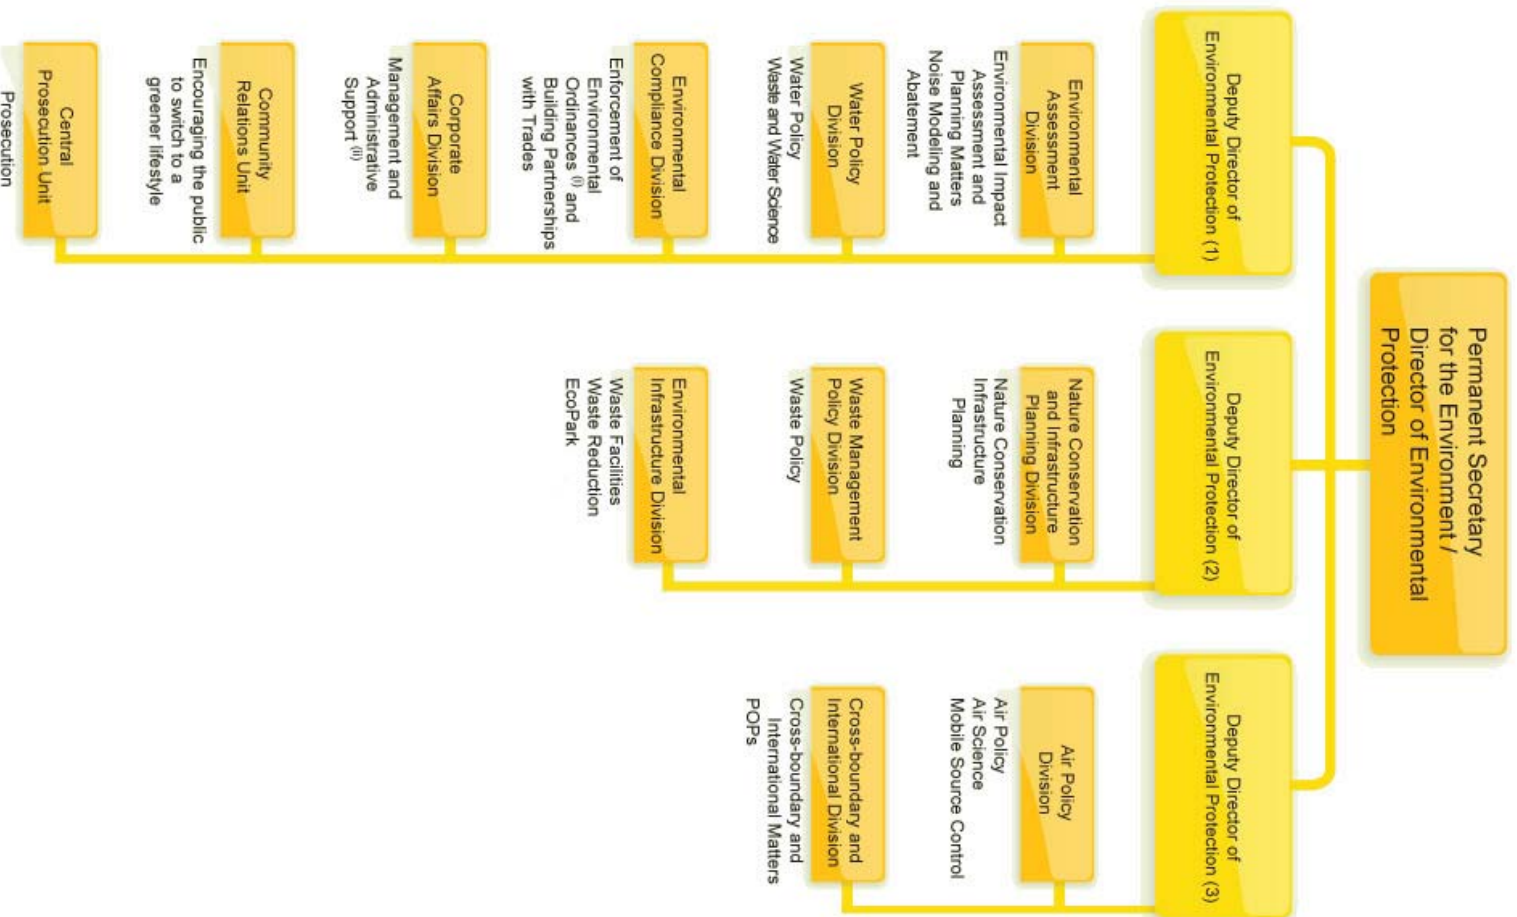 Permanent Secretary
for the Environment /
Director of Environmental
Protection
Deputy Director of
Environmental Protection (1)
Environmental
Assessment
Division
Environmental Impact
Assessment and
Planning Matters
Noise Modeling and
Abatement
Water Policy
Division
Water Policy
Waste and Water Science
Environmental
Compliance Division
Enforcement of
Environmental
Ordinances (i) and
Building Partnerships
with Trades
Corporate
Affairs Division
Management and
Administrative
Support (ii)
Community
Relations Unit
Encouraging the public
to switch to a
greener lifestyle
Central
Prosecution Unit
Prosecution
Deputy Director of
Environmental Protection (2)
Nature Conservation
and Infrastructure
Planning Division
Nature Conservation
Infrastructure
Planning
Waste Management
Policy Division
Waste Policy
Environmental
Infrastructure Division
Waste Facilities
Waste Reduction
EcoPark
Deputy Director of
Environmental Protection (3)
Air Policy
Division
Air Policy
Air Science
Mobile Source Control
Cross-boundary and
International Division
Cross-boundary and
International Matters
POPs